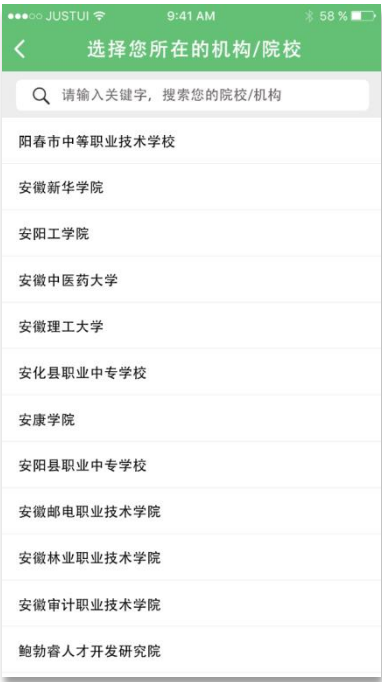 JUSTUI 9:41 AM 58 %
选择您所在的机构/院校
请输入关键字，搜索您的院校/机构
阳春市中等职业技术学校
安徽新华学院
安阳工学院
安徽中医药大学
安徽理工大学
安化县职业中专学校
安康学院
安阳县职业中专学校
安徽邮电职业技术学院
安徽林业职业技术学院
安徽审计职业技术学院
鲍勃睿人才开发研究院